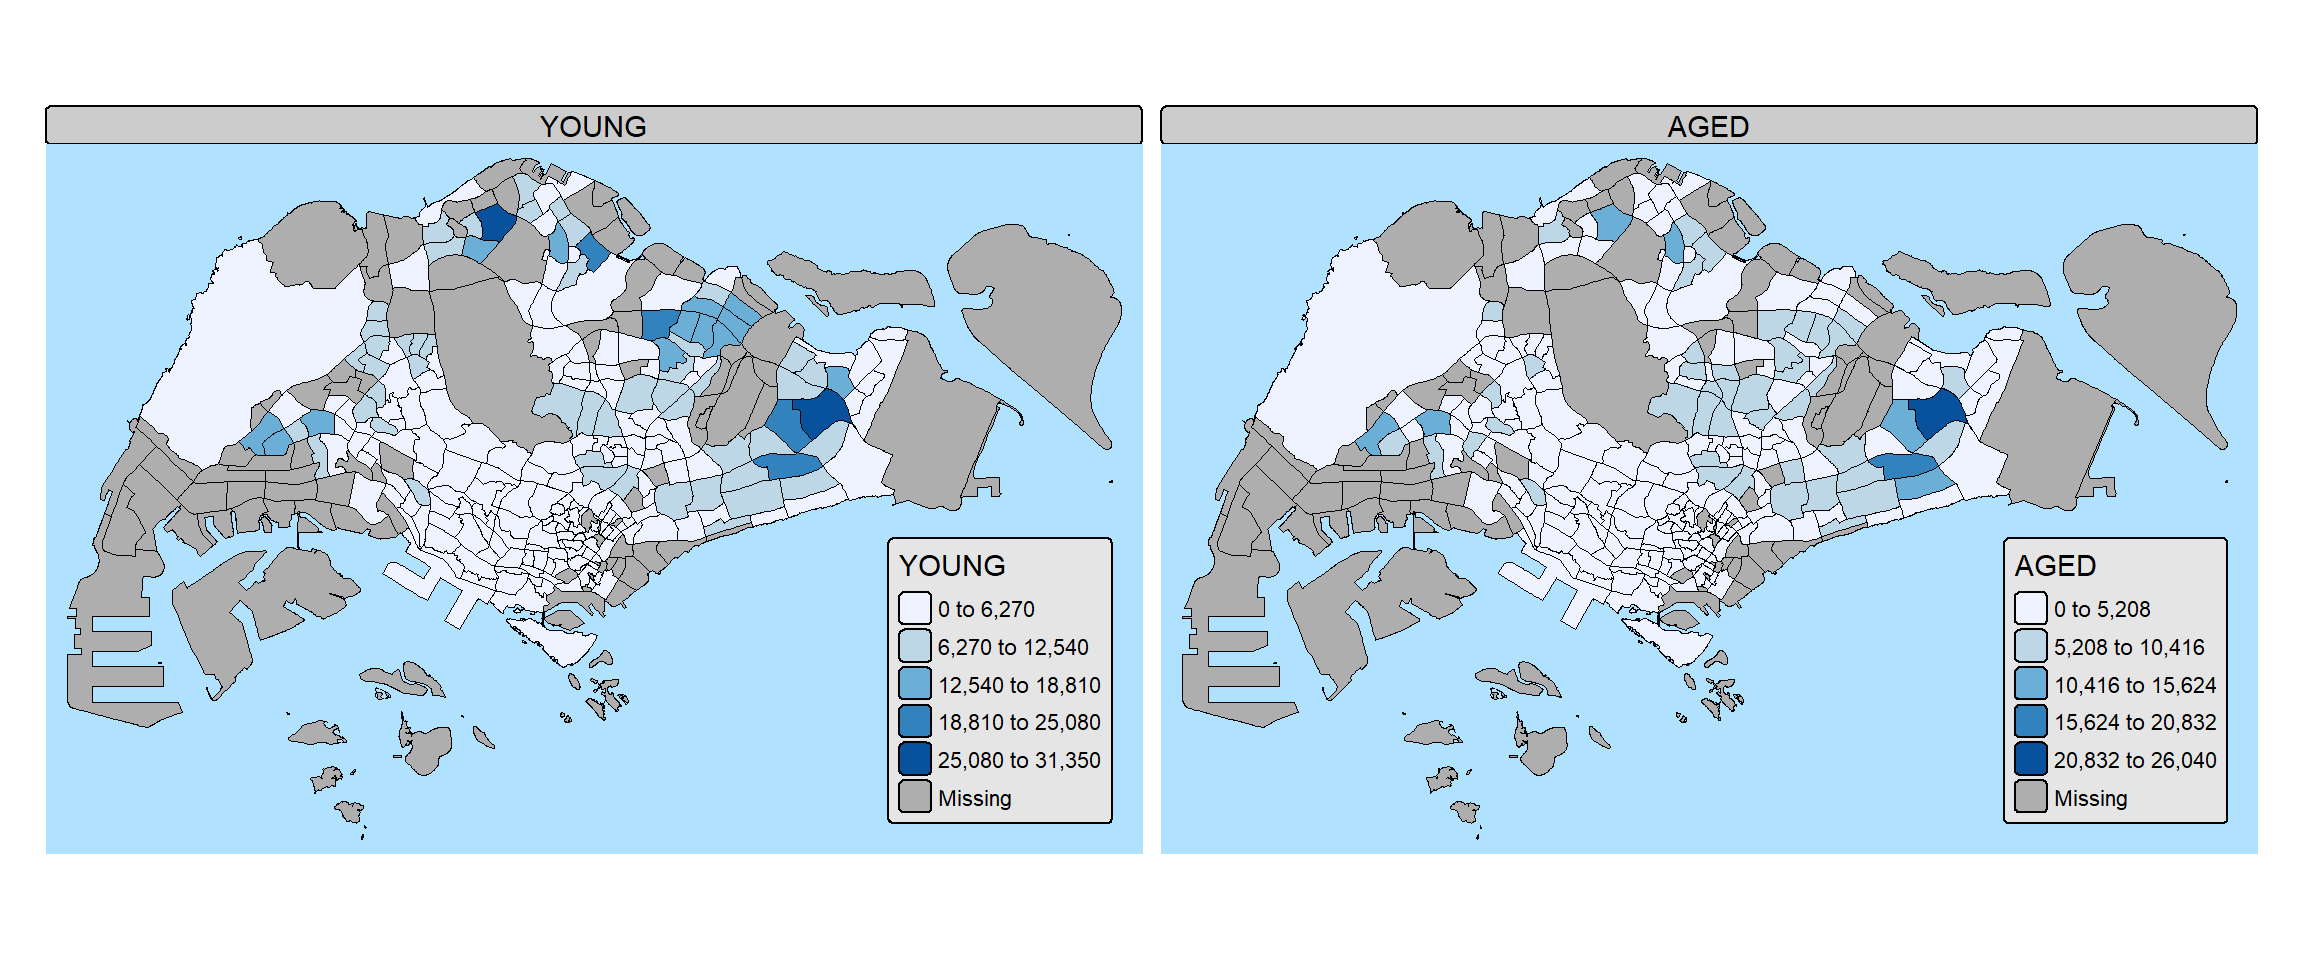 YOUNG
AGED
YOUNG
0 to 6,270
6,270 to 12,540
12,540 to 18,810
18,810 to 25,080
25,080 to 31,350
Missing
AGED
0 to 5,208
5,208 to 10,416
10,416 to 15,624
15,624 to 20,832
20,832 to 26,040
Missing